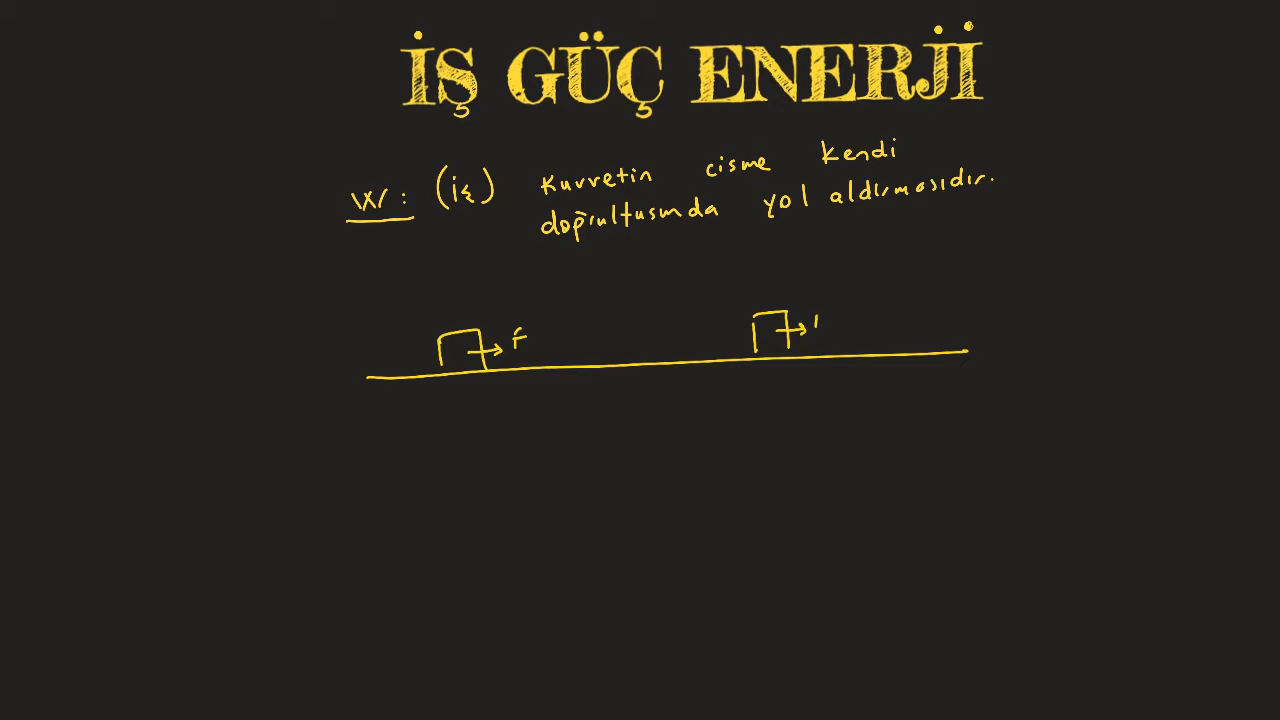 İŞ GÜÇ ENERJİ
W: (iş) Kuvvetin cisme kendi
doğrultusunda yol aldırmasıdır.
F